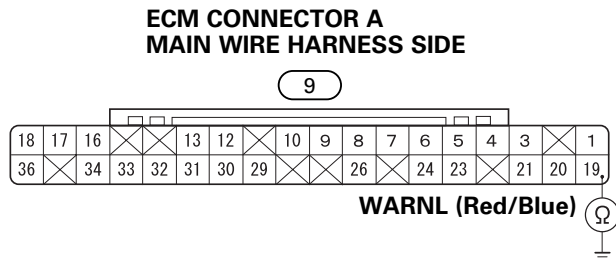 ECM CONNECTOR A
MAIN WIRE HARNESS SIDE
9
18 17 16 13 12 10 9 8 7 6 5 4 3 1
36 34 33 32 31 30 29 26 24 23 21 20 19
WARNL (Red/Blue)
Ω